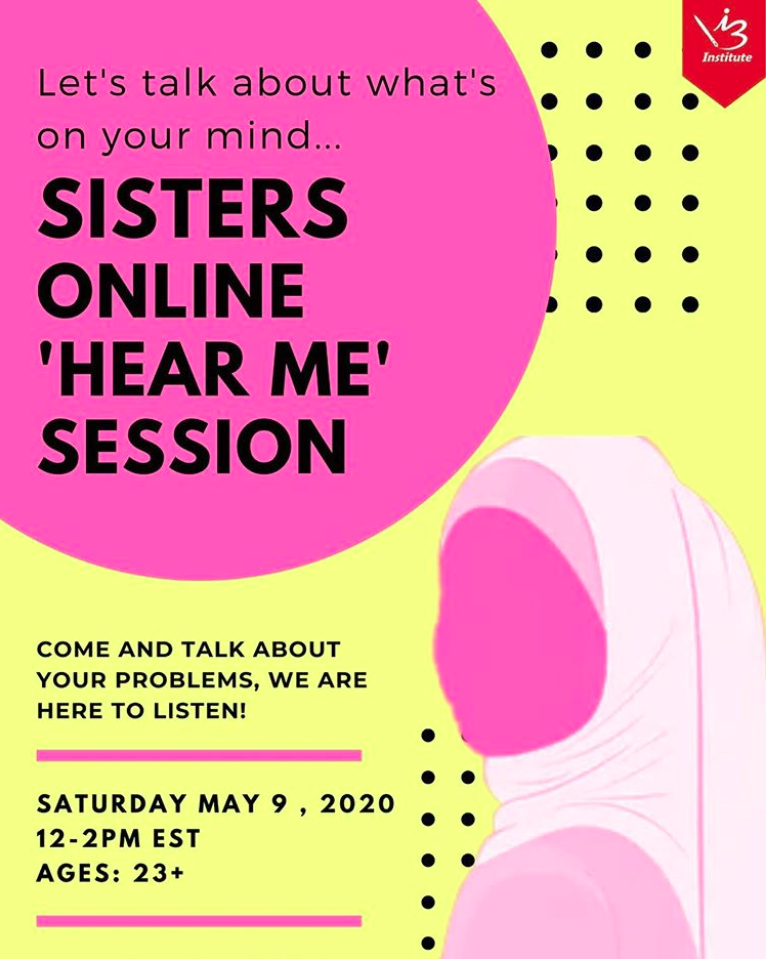 Let's talk about what's
on your mind...
SISTERS
ONLINE
'HEAR ME'
SESSION
COME AND TALK ABOUT
YOUR PROBLEMS, WE ARE
HERE TO LISTEN!
SATURDAY MAY 9 , 2020
12-2PM EST
AGES: 23+
i3
Institute